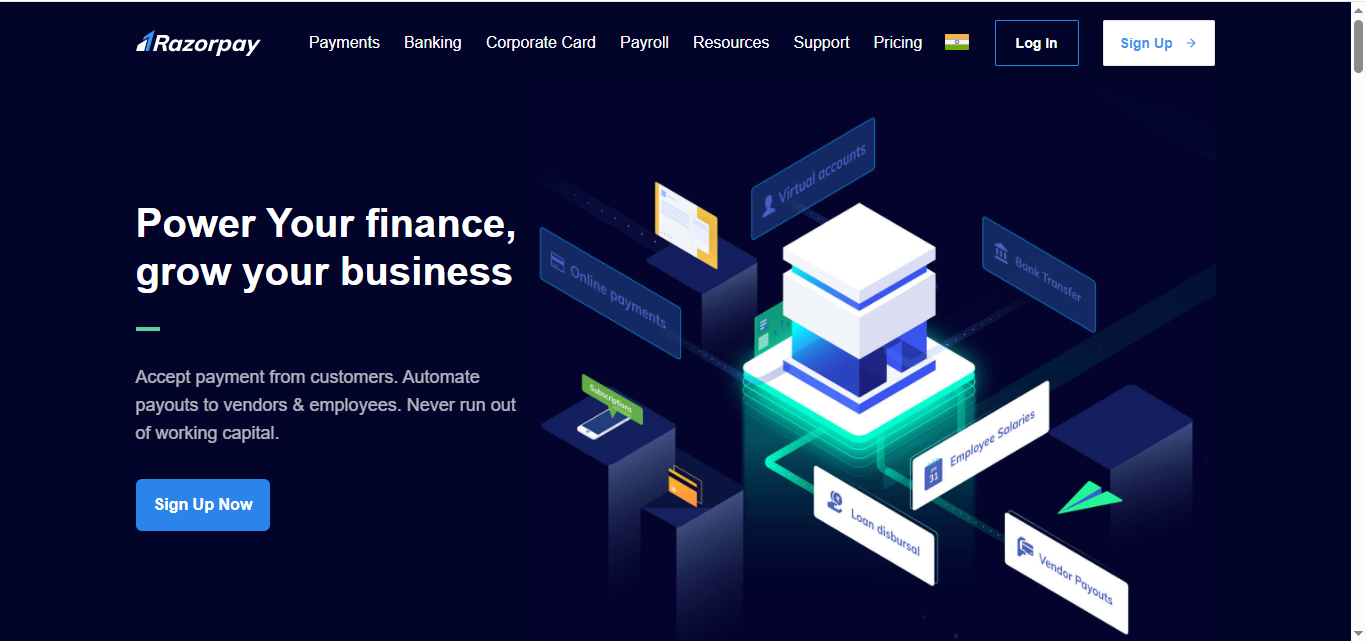 Razorpay
Payments
Banking
Corporate Card
Payroll
Resources
Support
Pricing
Log In
Sign Up →
Power Your finance,
grow your business
Accept payment from customers. Automate
payouts to vendors & employees. Never run out
of working capital.
Sign Up Now
Virtual accounts
Online payments
Bank Transfer
Subscriptions
Employee Salaries
31
Loan disbursal
Vendor Payouts